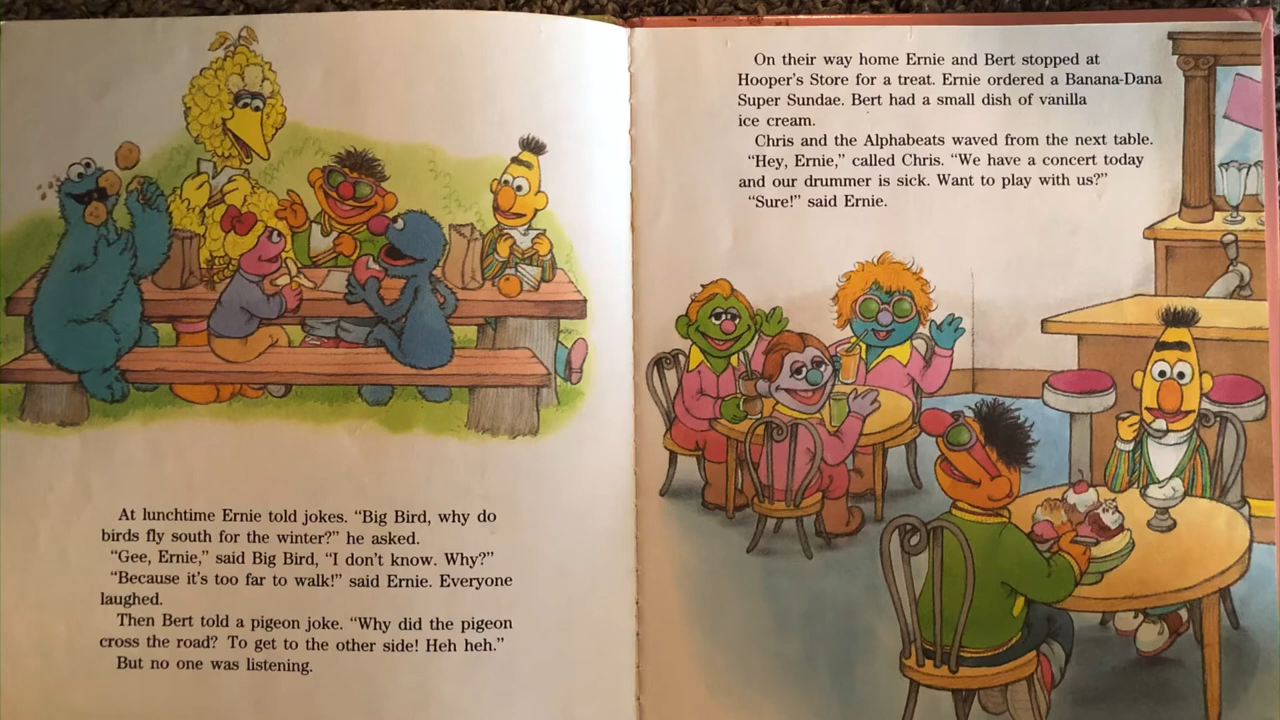 At lunchtime Ernie told jokes. “Big Bird, why do
birds fly south for the winter?” he asked.
“Gee, Ernie,” said Big Bird, “I don’t know. Why?”
“Because it’s too far to walk!” said Ernie. Everyone
laughed.
Then Bert told a pigeon joke. “Why did the pigeon
cross the road? To get to the other side! Heh heh.”
But no one was listening.
On their way home Ernie and Bert stopped at
Hooper’s Store for a treat. Ernie ordered a Banana-Dana
Super Sundae. Bert had a small dish of vanilla
ice cream.
Chris and the Alphabeats waved from the next table.
“Hey, Ernie,” called Chris. “We have a concert today
and our drummer is sick. Want to play with us?”
“Sure!” said Ernie.